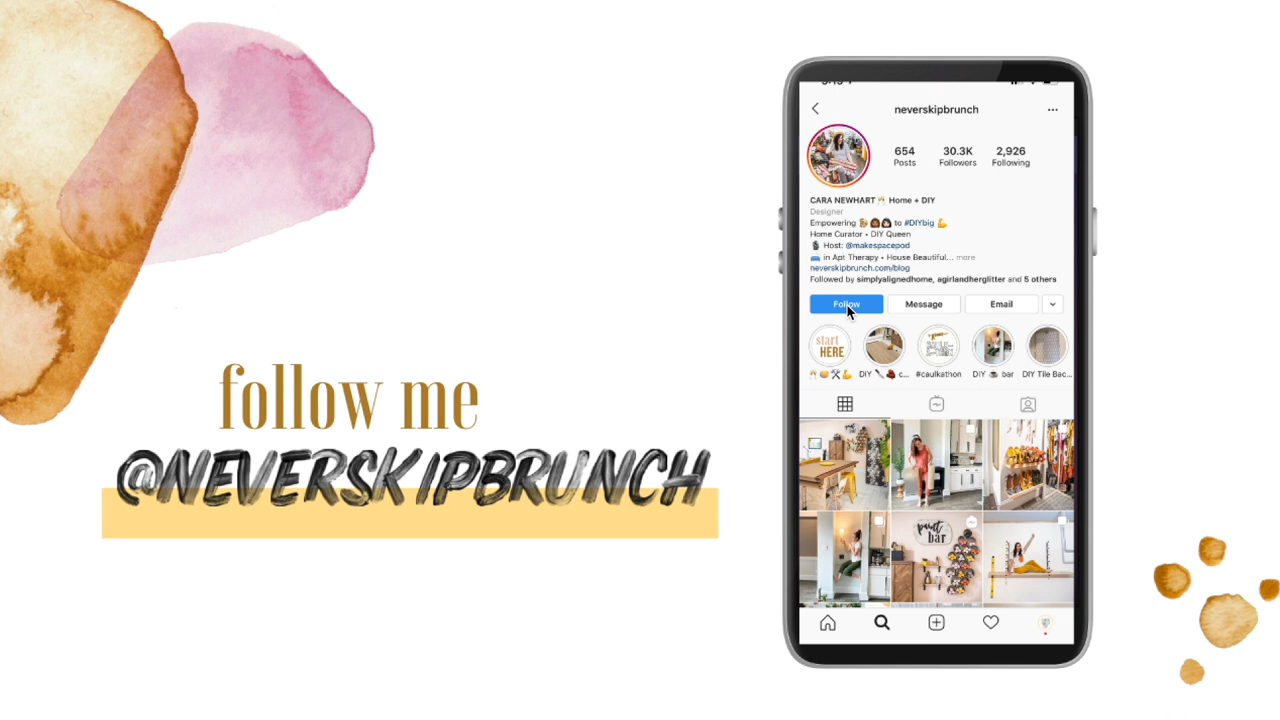 follow me
@NEVERSKIPBRUNCH
neverskipbrunch
654
Posts
30.3K
Followers
2,926
Following
CARA NEWHART 🥂 Home + DIY
Designer
Empowering to #DIYbig 💪
Home Curator • DIY Queen
Host: @makespacepod
in Apt Therapy • House Beautiful... more
neverskipbrunch.com/blog
Followed by simplyalignedhome, agirlandherglitter and 5 others
Follow
Message
Email
start
HERE
DIY c...
#caulkathon
DIY ☕ bar
DIY Tile Bac...
paint
bar